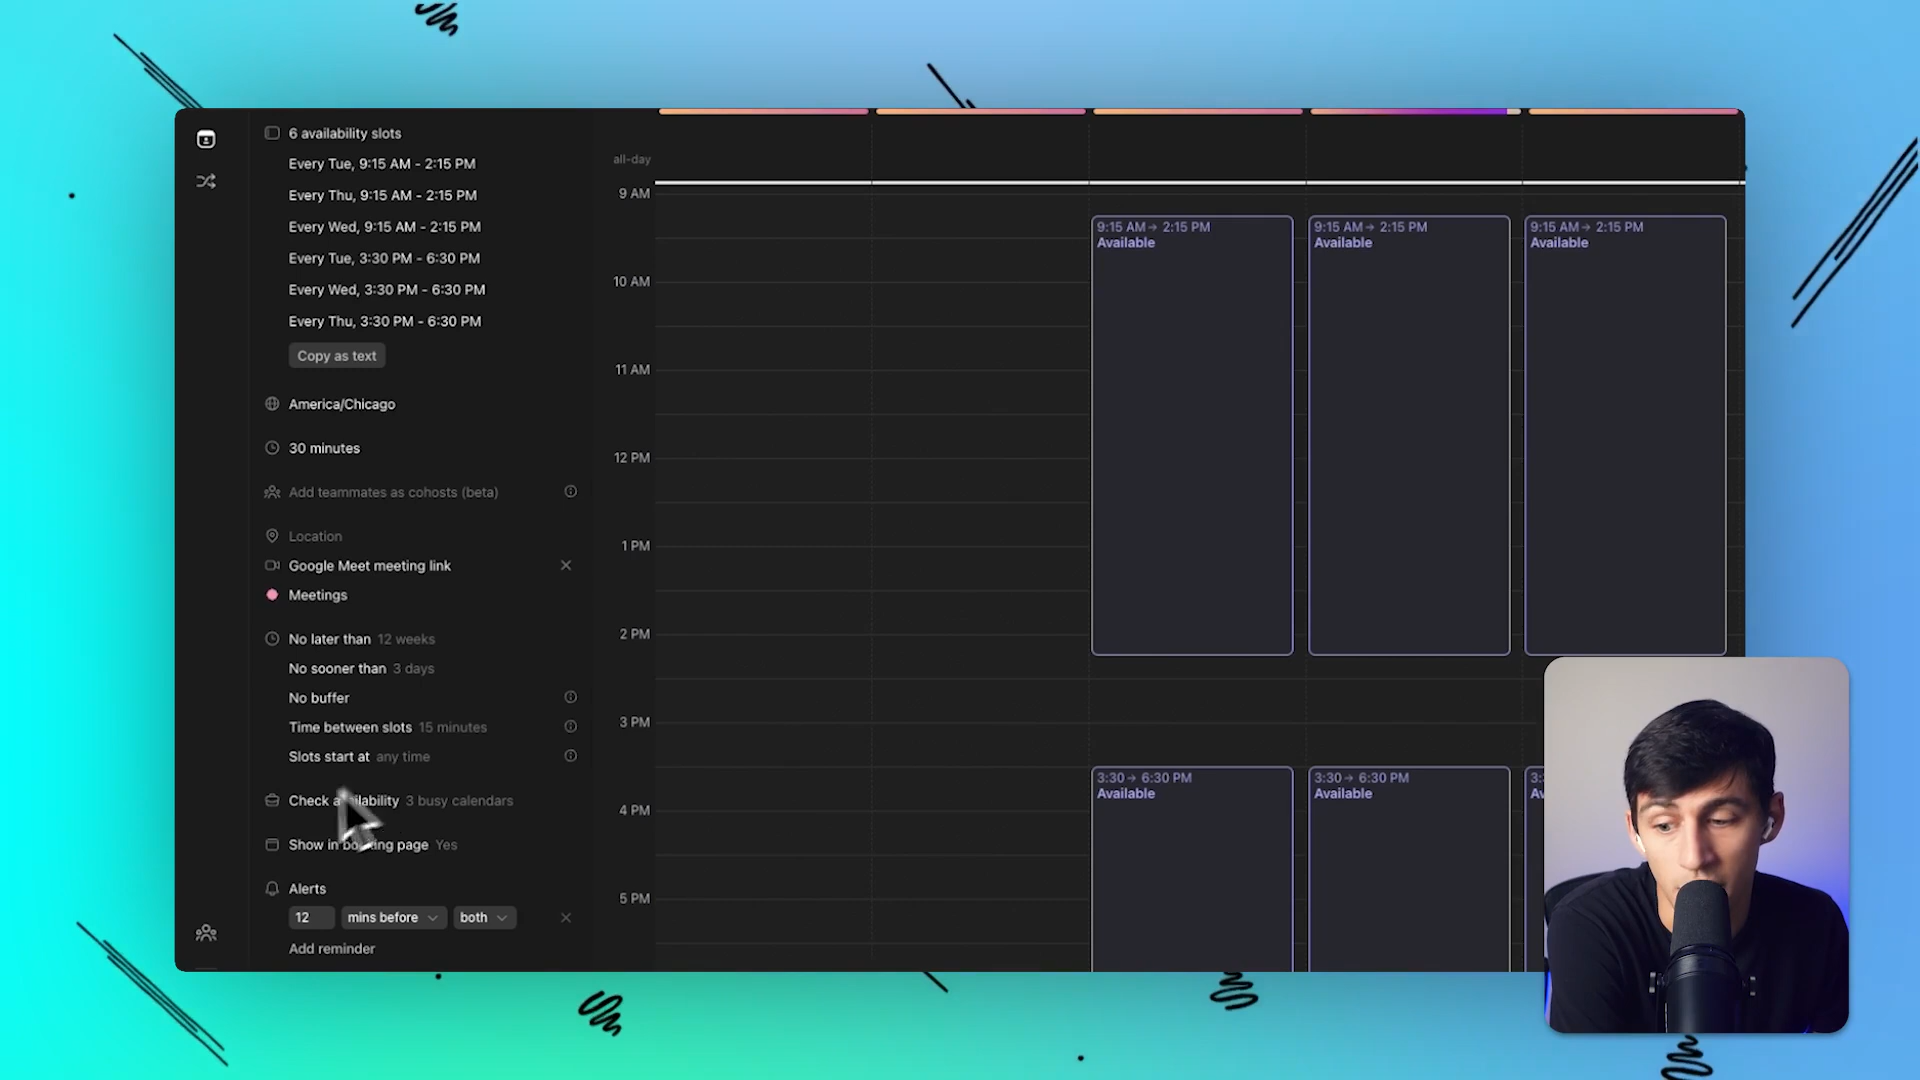 6 availability slots
Every Tue, 9:15 AM - 2:15 PM
Every Thu, 9:15 AM - 2:15 PM
Every Wed, 9:15 AM - 2:15 PM
Every Tue, 3:30 PM - 6:30 PM
Every Wed, 3:30 PM - 6:30 PM
Every Thu, 3:30 PM - 6:30 PM
Copy as text
America/Chicago
30 minutes
Add teammates as cohosts (beta)
Location
Google Meet meeting link
Meetings
No later than 12 weeks
No sooner than 3 days
No buffer
Time between slots 15 minutes
Slots start at any time
Check availability 3 busy calendars
Show in booking page Yes
Alerts
12 mins before both
Add reminder
all-day
9 AM
10 AM
11 AM
12 PM
1 PM
2 PM
3 PM
4 PM
5 PM
9:15 AM → 2:15 PM
Available
9:15 AM → 2:15 PM
Available
9:15 AM → 2:15 PM
Available
3:30 → 6:30 PM
Available
3:30 → 6:30 PM
Available